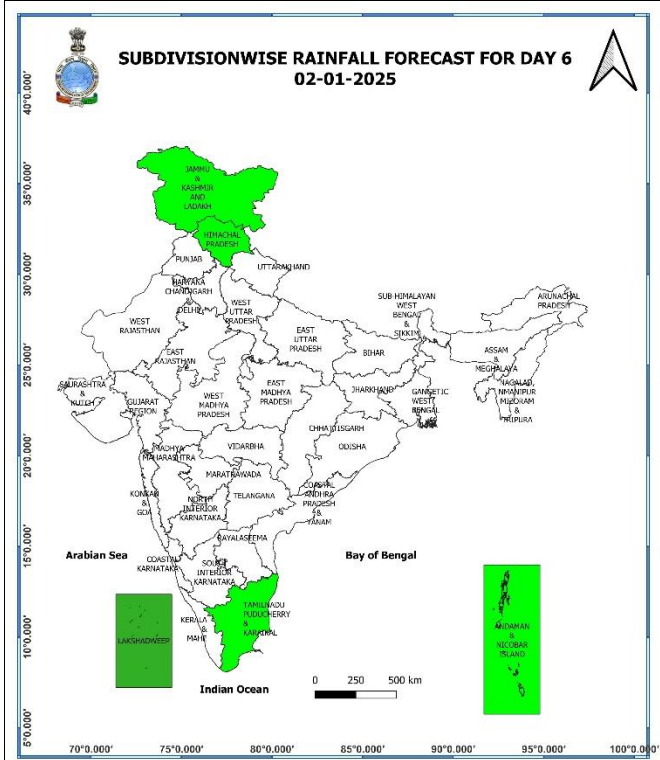 SUBDIVISIONWISE RAINFALL FORECAST FOR DAY 6
02-01-2025
40°0.000'
35°0.000'
30°0.000'
25°0.000'
20°0.000'
15°0.000'
10°0.000'
5°0.000'
JAMMU
&
KASHMIR
AND
LADAKH
HIMACHAL
PRADESH
PUNJAB
UTTARAKHAND
HARYANA
CHANDIGARH
&
DELHI
WEST
UTTAR
PRADESH
WEST
RAJASTHAN
EAST
RAJASTHAN
EAST
UTTAR
PRADESH
SUB HIMALAYAN
WEST
BENGAL
&
SIKKIM
ARUNACHAL
PRADESH
BIHAR
ASSAM
&
MEGHALAYA
NAGALAD,
NMANIPUR
MIZORAM
&
TRIPURA
SAURASHTRA
&
KUTCH
GUJARAT
REGION
WEST
MADHYA
PRADESH
EAST
MADHYA
PRADESH
JHARKHAND
GANGETIC
WEST
BENGAL
CHHATTISGARH
ODISHA
MADHYA
MAHARASHTRA
VIDARBHA
MARATHWADA
KONKAN
&
GOA
NORTH
INTERIOR
KARNATAKA
TELANGANA
COASTAL
ANDHRA
PRADESH
&
YANAM
RAYALASEEMA
Arabian Sea
Bay of Bengal
COASTAL
KARNATAKA
SOUTH
INTERIOR
KARNATAKA
TAMILNADU
PUDUCHERRY
&
KARAIKAL
KERALA
&
MAHE
LAKSHADWEEP
ANDAMAN
&
NICOBAR
ISLAND
Indian Ocean
0 250 500 km
70°0.000' 75°0.000' 80°0.000' 85°0.000' 90°0.000' 95°0.000' 100°0.000'